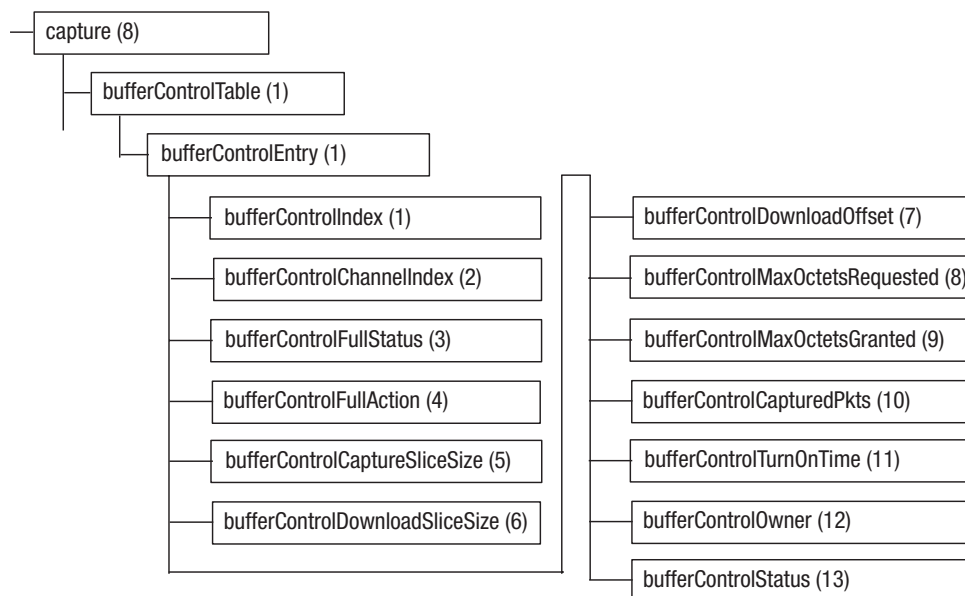 capture (8)
bufferControlTable (1)
bufferControlEntry (1)
bufferControlIndex (1)
bufferControlChannelIndex (2)
bufferControlFullStatus (3)
bufferControlFullAction (4)
bufferControlCaptureSliceSize (5)
bufferControlDownloadSliceSize (6)
bufferControlDownloadOffset (7)
bufferControlMaxOctetsRequested (8)
bufferControlMaxOctetsGranted (9)
bufferControlCapturedPkts (10)
bufferControlTurnOnTime (11)
bufferControlOwner (12)
bufferControlStatus (13)